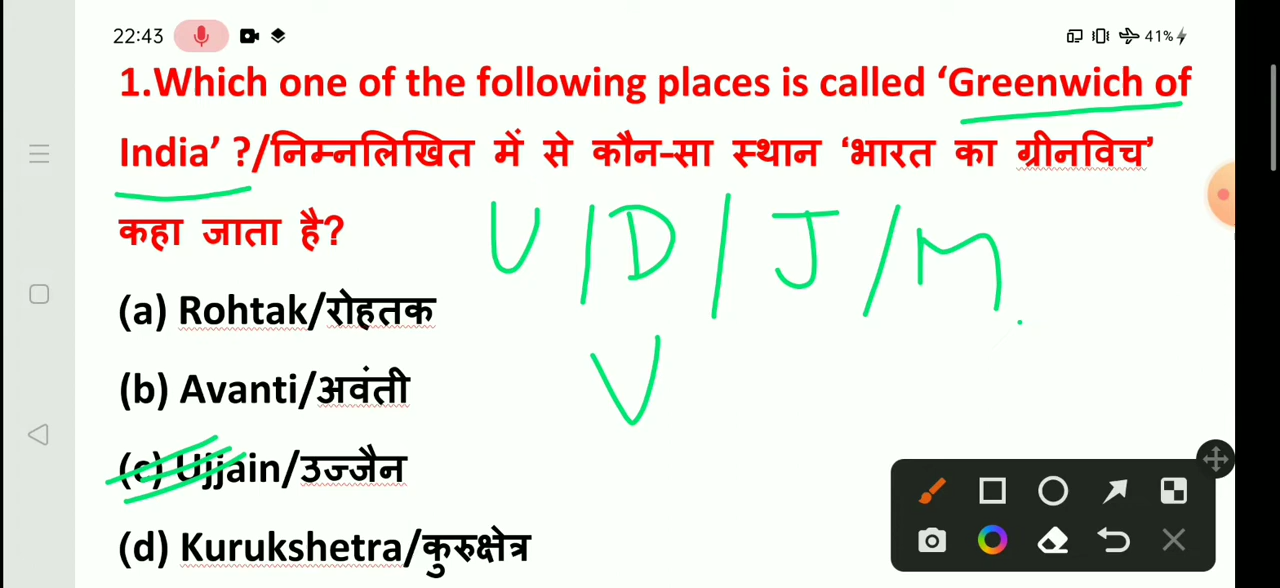 22:43 41%
1.Which one of the following places is called ‘Greenwich of
India’ ?/निम्नलिखित में से कौन-सा स्थान ‘भारत का ग्रीनविच’
कहा जाता है?
U/D/J/M
V
(a) Rohtak/रोहतक
(b) Avanti/अवंती
(c) Ujjain/उज्जैन
(d) Kurukshetra/कुरुक्षेत्र